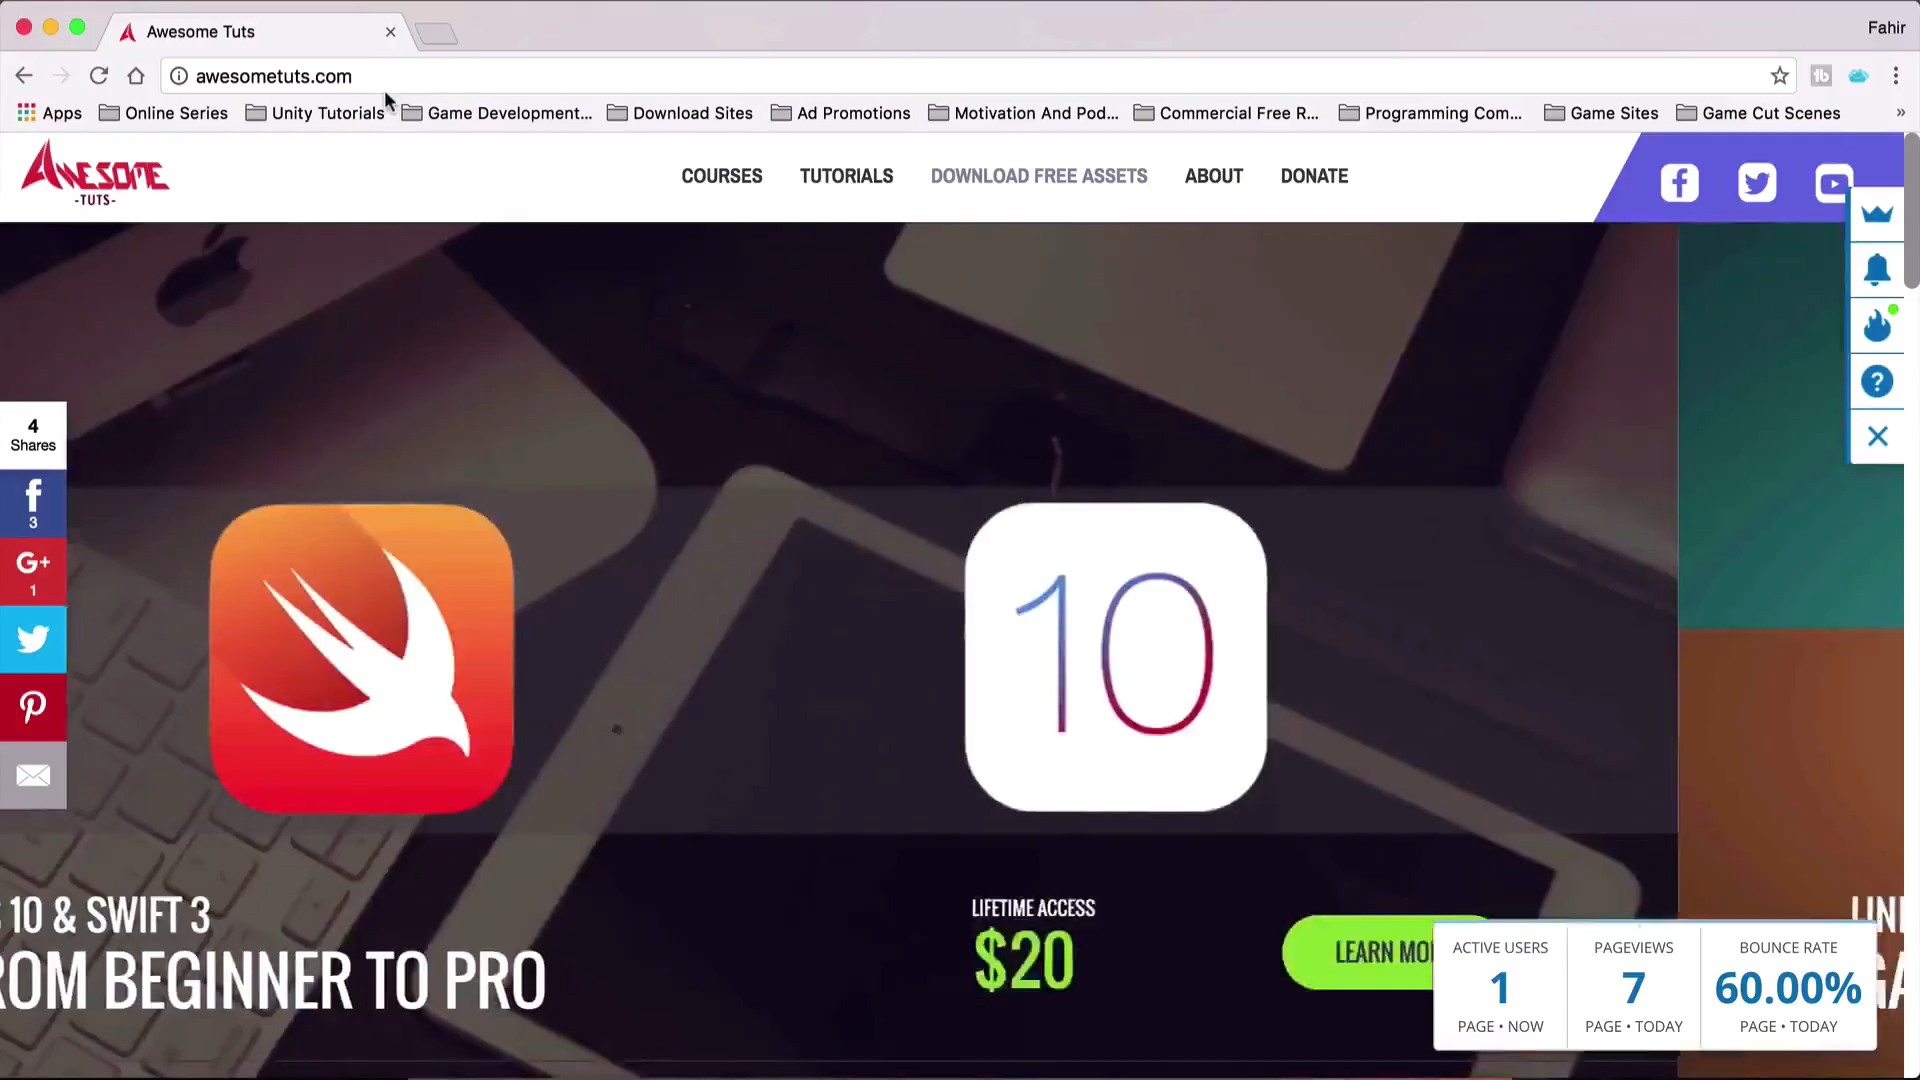 Awesome Tuts
Fahir
awesometuts.com
Apps
Online Series
Unity Tutorials
Game Development...
Download Sites
Ad Promotions
Motivation And Pod...
Commercial Free R...
Programming Com...
Game Sites
Game Cut Scenes
»
AWESOME
-TUTS-
COURSES
TUTORIALS
DOWNLOAD FREE ASSETS
ABOUT
DONATE
4
Shares
3
G+
1
10
10 & SWIFT 3
ROM BEGINNER TO PRO
LIFETIME ACCESS
$20
LEARN MO
ACTIVE USERS
1
PAGE • NOW
PAGEVIEWS
7
PAGE • TODAY
BOUNCE RATE
60.00%
PAGE • TODAY